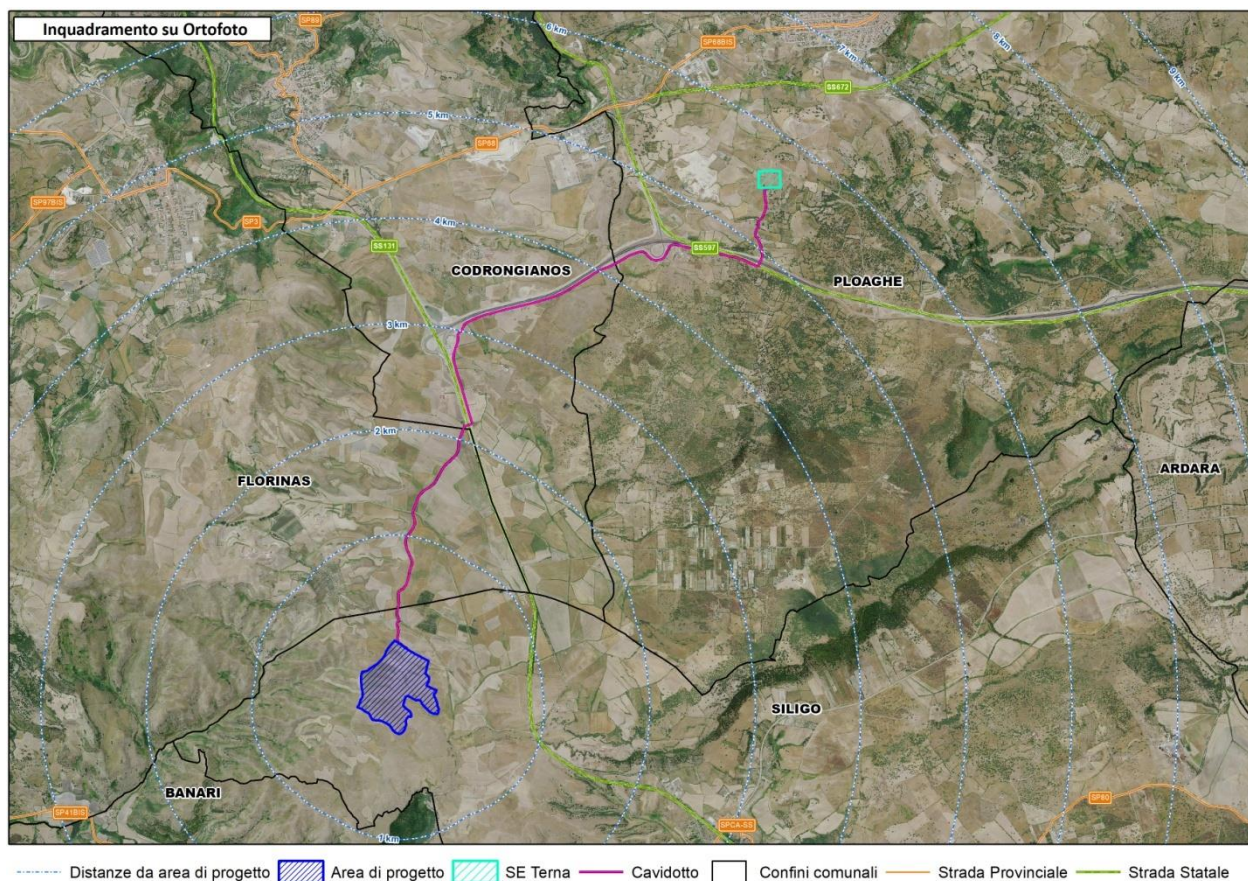 Inquadramento su Ortofoto
SP89
SP68BIS
6 km
7 km
8 km
9 km
SS672
5 km
SP68
SP97BIS
SP3
4 km
SS131
CODRONGIANOS
SS597
PLOAGHE
3 km
2 km
FLORINAS
ARDARA
SILIGO
BANARI
SP41BIS
1 km
SPCA-SS
SP80
Distanze da area di progetto
Area di progetto
SE Terna
Cavidotto
Confini comunali
Strada Provinciale
Strada Statale